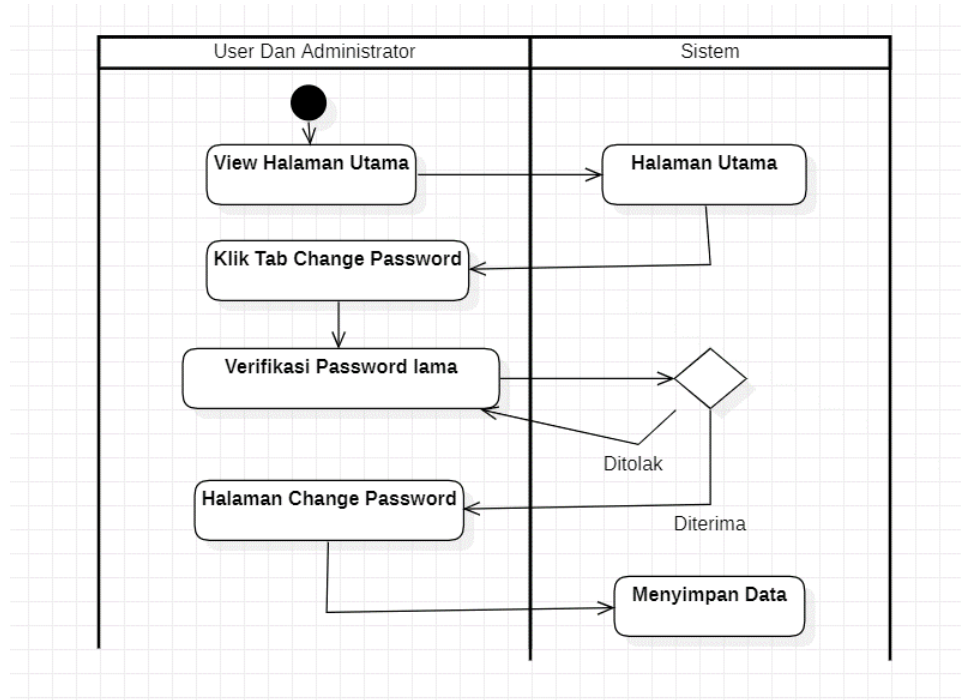 User Dan Administrator
Sistem
View Halaman Utama
Halaman Utama
Klik Tab Change Password
Verifikasi Password lama
Ditolak
Halaman Change Password
Diterima
Menyimpan Data